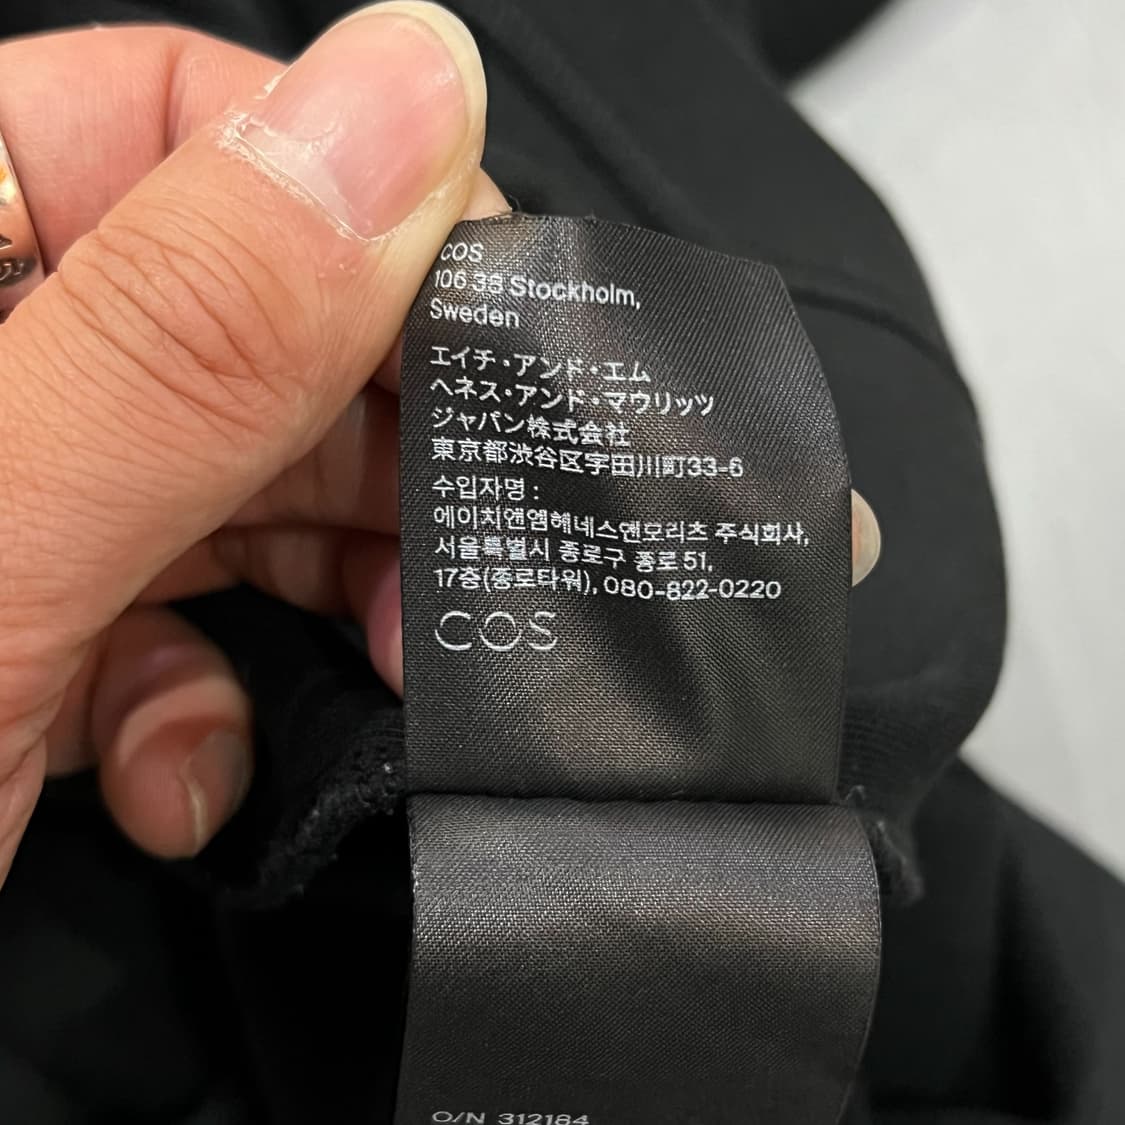 COS
106 38 Stockholm,
Sweden
エイチ・アンド・エム
ヘネス・アンド・マウリッツ
ジャパン株式会社
東京都渋谷区宇田川町33-6
수입자명 :
에이치앤엠헤네스앤모리츠 주식회사,
서울특별시 종로구 종로 51,
17층(종로타워), 080-822-0220
COS
O/N 312184